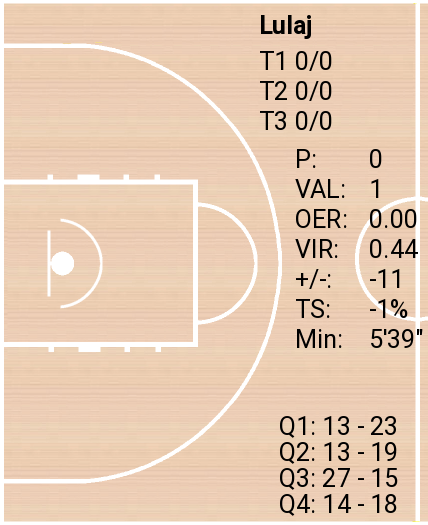 Lulaj
T1 0/0
T2 0/0
T3 0/0
P: 0
VAL: 1
OER: 0.00
VIR: 0.44
+/-: -11
TS: -1%
Min: 5'39"
Q1: 13 - 23
Q2: 13 - 19
Q3: 27 - 15
Q4: 14 - 18